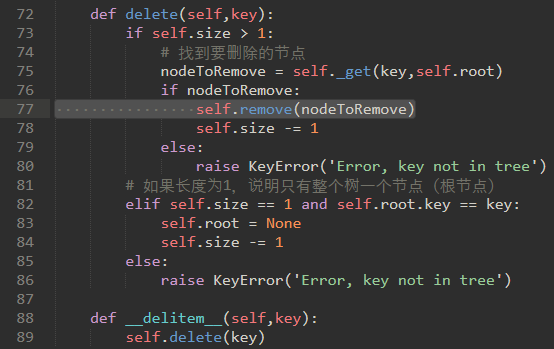 72 def delete(self,key):
73 if self.size > 1:
74 # 找到要删除的节点
75 nodeToRemove = self._get(key,self.root)
76 if nodeToRemove:
77 self.remove(nodeToRemove)
78 self.size -= 1
79 else:
80 raise KeyError('Error, key not in tree')
81 # 如果长度为1, 说明只有整个树一个节点（根节点）
82 elif self.size == 1 and self.root.key == key:
83 self.root = None
84 self.size -= 1
85 else:
86 raise KeyError('Error, key not in tree')
87
88 def __delitem__(self,key):
89 self.delete(key)